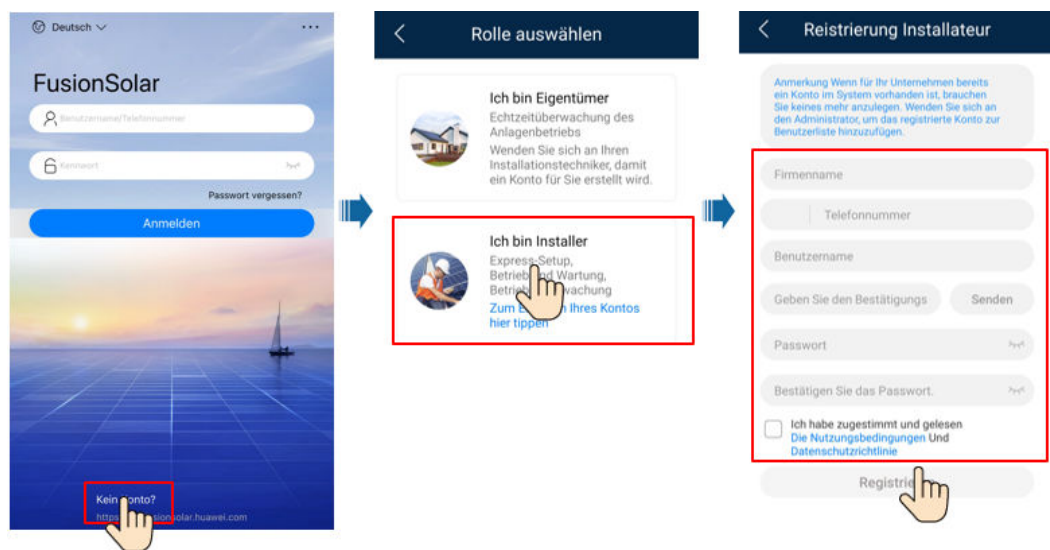 Deutsch
FusionSolar
Benutzername/Telefonnummer
Kennwort
Passwort vergessen?
Anmelden
Kein Konto?
Rolle auswählen
Ich bin Eigentümer
Echtzeitüberwachung des
Anlagenbetriebs
Wenden Sie sich an Ihren
Installationstechniker, damit
ein Konto für Sie erstellt wird.
Ich bin Installer
Express-Setup,
Betrieb und Wartung,
Zum Ihres Kontos
hier tippen
Reistrierung Installateur
Anmerkung Wenn für Ihr Unternehmen bereits
ein Konto im System vorhanden ist, brauchen
Sie keines mehr anzulegen. Wenden Sie sich an
den Administrator, um das registrierte Konto zur
Benutzerliste hinzuzufügen.
Firmenname
Telefonnummer
Benutzername
Geben Sie den Bestätigungs Senden
Passwort
Bestätigen Sie das Passwort.
Ich habe zugestimmt und gelesen
Die Nutzungsbedingungen Und
Datenschutzrichtlinie